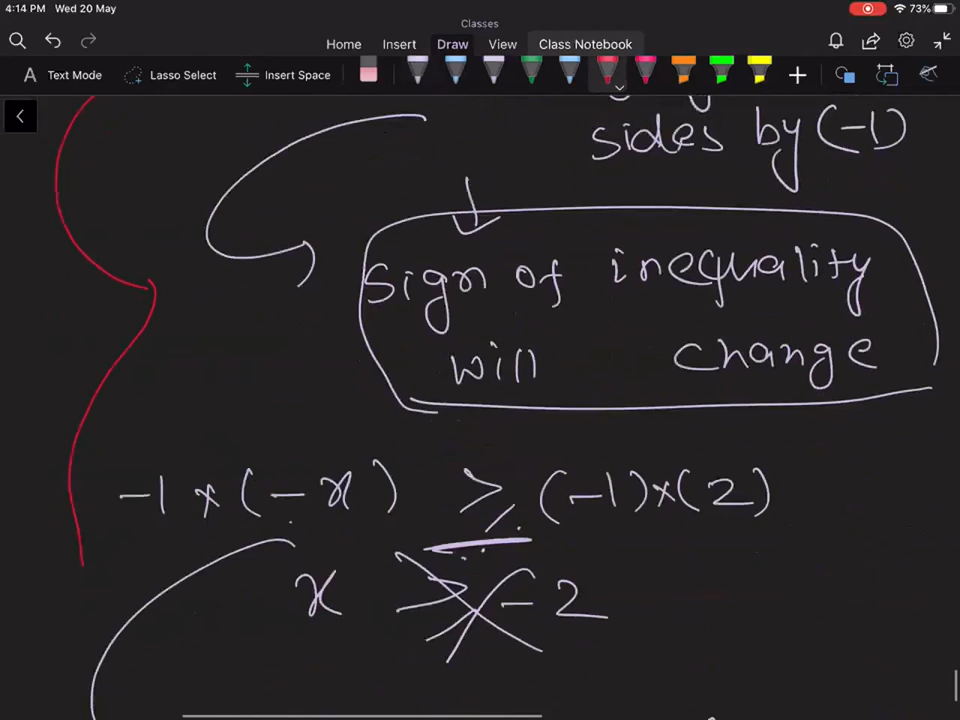 4:14 PM Wed 20 May
73%
Classes
Home Insert Draw View Class Notebook
Text Mode Lasso Select Insert Space
sides by (-1)
Sign of inequality
will change
-1 × (-x) ≥ (-1)×(2)
x ≥ -2